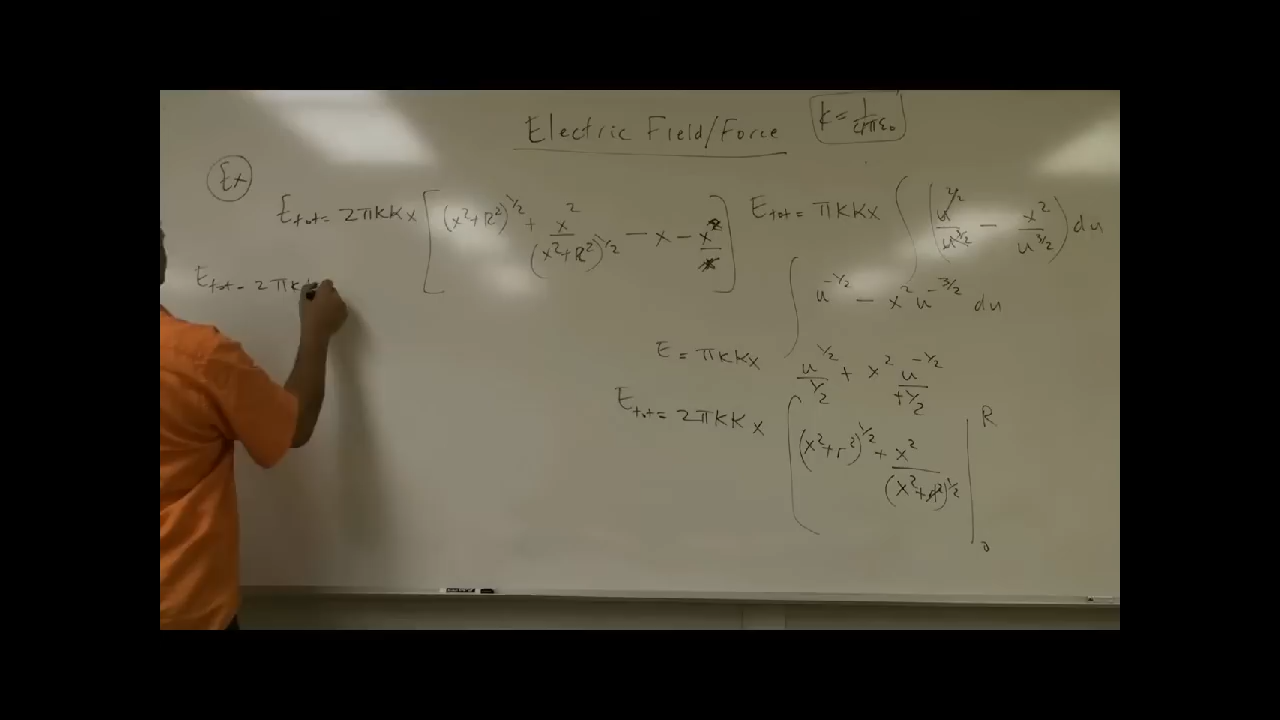 Electric Field/Force
k = 1/4πε₀
Ex
E_tot = 2πkKx [ (x²+R²)^1/2 + x²/(x²+R²)^1/2 − x − x²/x ]
E_tot = 2πk
E_tot = πkKx ∫ ( u^2/2/u^3/2 − x²/u^3/2 ) du
∫ u^-1/2 − x² u^-3/2 du
E = πkKx u^1/2/1/2 + x² u^-1/2/+1/2
E_tot = 2πkKx [ (x²+r²)^1/2 + x²/(x²+r²)^1/2 | R 0